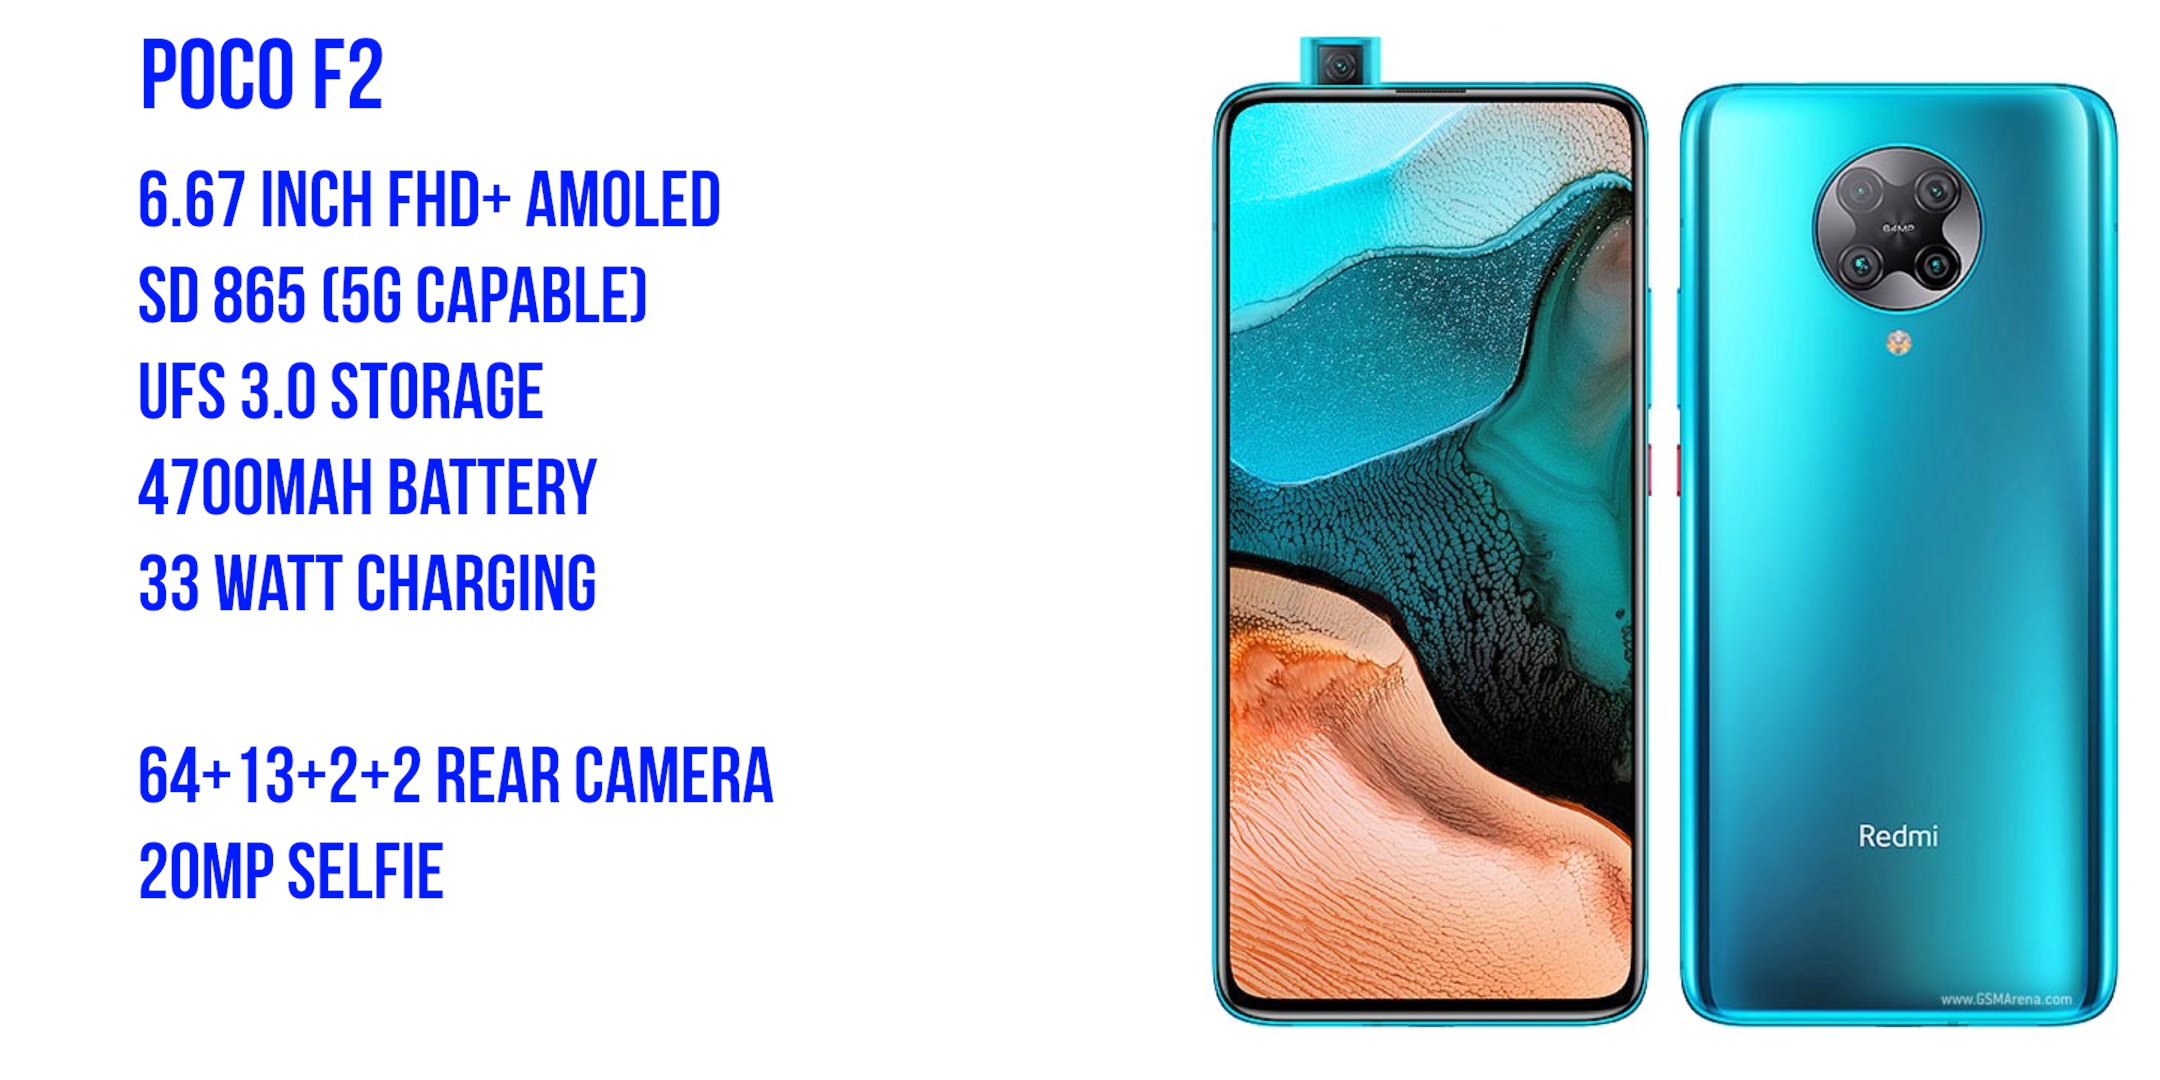 POCO F2
6.67 INCH FHD+ AMOLED
SD 865 (5G CAPABLE)
UFS 3.0 STORAGE
4700MAH BATTERY
33 WATT CHARGING
64+13+2+2 REAR CAMERA
20MP SELFIE
64MP
Redmi
www.GSMArena.com